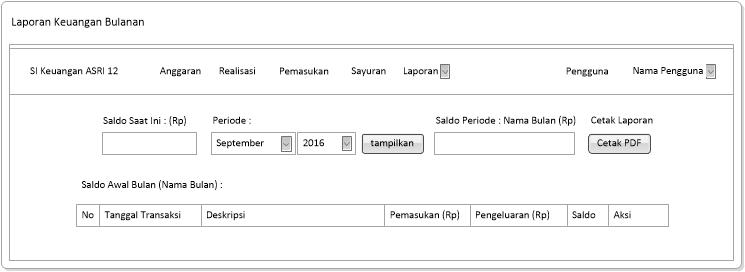 Laporan Keuangan Bulanan
SI Keuangan ASRI 12 Anggaran Realisasi Pemasukan Sayuran Laporan Pengguna Nama Pengguna
Saldo Saat Ini : (Rp) Periode : Saldo Periode : Nama Bulan (Rp) Cetak Laporan
September 2016 tampilkan Cetak PDF
Saldo Awal Bulan (Nama Bulan) :
No Tanggal Transaksi Deskripsi Pemasukan (Rp) Pengeluaran (Rp) Saldo Aksi